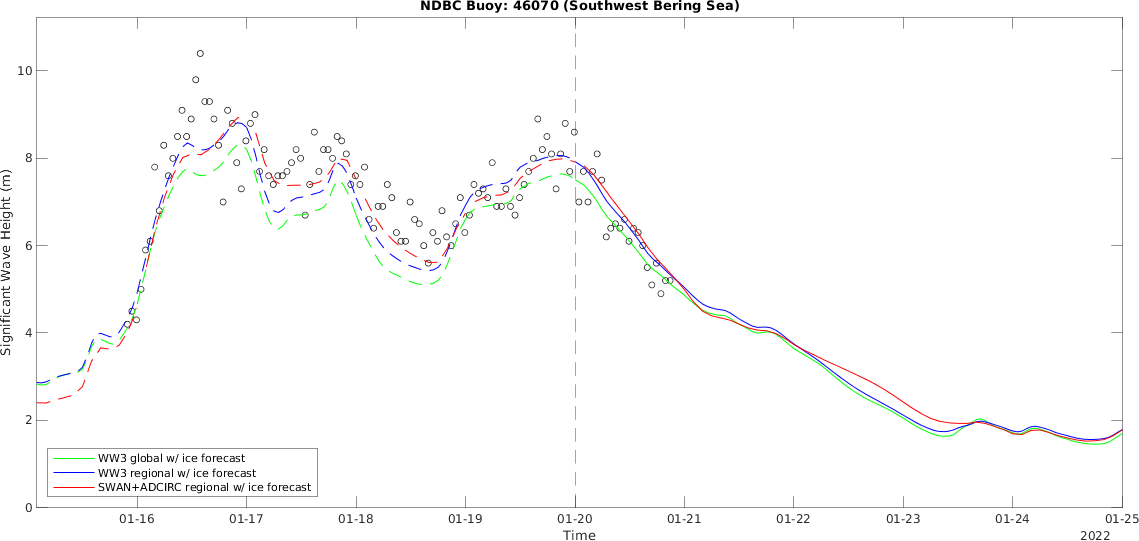 NDBC Buoy: 46070 (Southwest Bering Sea)
Significant Wave Height (m)
10
8
6
4
2
0
WW3 global w/ ice forecast
WW3 regional w/ ice forecast
SWAN+ADCIRC regional w/ ice forecast
01-16 01-17 01-18 01-19 01-20 01-21 01-22 01-23 01-24 01-25
Time
2022